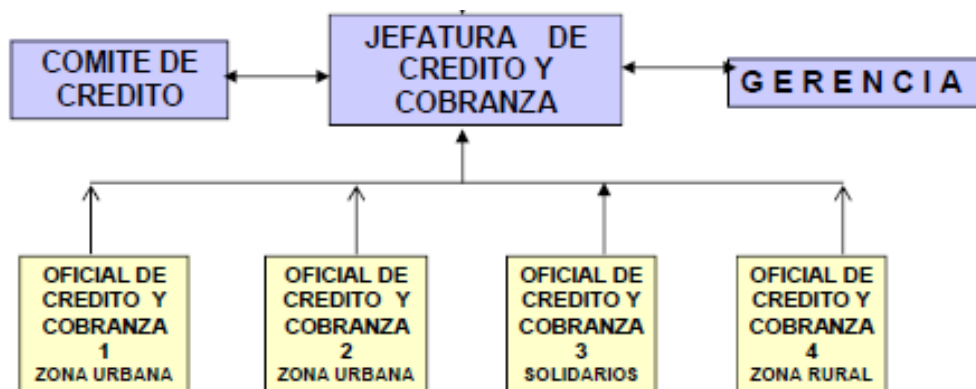 COMITE DE
CREDITO
JEFATURA DE
CREDITO Y
COBRANZA
G E R E N C I A
OFICIAL DE
CREDITO Y
COBRANZA
1
ZONA URBANA
OFICIAL DE
CREDITO Y
COBRANZA
2
ZONA URBANA
OFICIAL DE
CREDITO Y
COBRANZA
3
SOLIDARIOS
OFICIAL DE
CREDITO Y
COBRANZA
4
ZONA RURAL